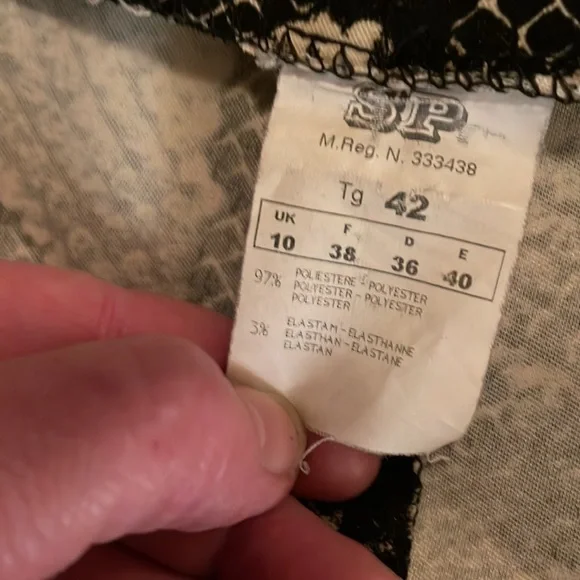 SP
M.Reg. N. 333438
Tg 42
UK F D E
10 38 36 40
97% POLIESTERE - POLYESTER
POLYESTER - POLYESTER
POLYESTER
3% ELASTAM - ELASTHANNE
ELASTHAN - ELASTANE
ELASTAN